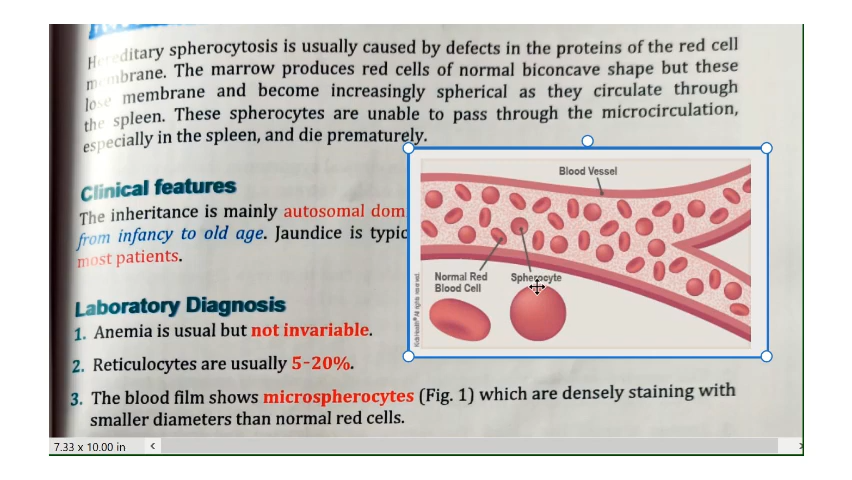 Hereditary spherocytosis is usually caused by defects in the proteins of the red cell
membrane. The marrow produces red cells of normal biconcave shape but these
lose membrane and become increasingly spherical as they circulate through
the spleen. These spherocytes are unable to pass through the microcirculation,
especially in the spleen, and die prematurely.
Clinical features
The inheritance is mainly autosomal dom
from infancy to old age. Jaundice is typic
most patients.
Blood Vessel
Normal Red
Blood Cell
Spherocyte
KidsHealth® All rights reserved.
Laboratory Diagnosis
1. Anemia is usual but not invariable.
2. Reticulocytes are usually 5-20%.
3. The blood film shows microspherocytes (Fig. 1) which are densely staining with
smaller diameters than normal red cells.
7.33 x 10.00 in